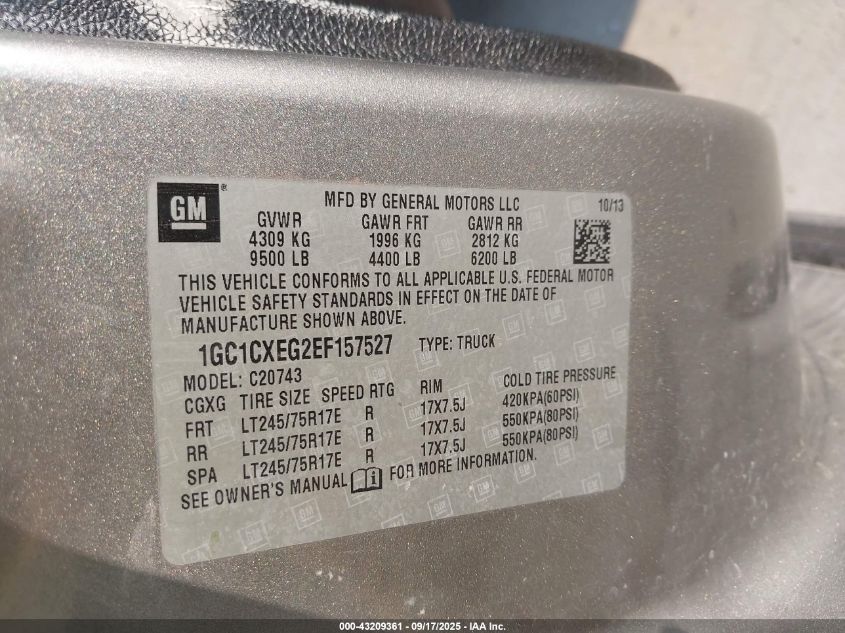 GM
®
MFD BY GENERAL MOTORS LLC
10/13
GVWR GAWR FRT GAWR RR
4309 KG 1996 KG 2812 KG
9500 LB 4400 LB 6200 LB
THIS VEHICLE CONFORMS TO ALL APPLICABLE U.S. FEDERAL MOTOR
VEHICLE SAFETY STANDARDS IN EFFECT ON THE DATE OF
MANUFACTURE SHOWN ABOVE.
1GC1CXEG2EF157527 TYPE: TRUCK
MODEL: C20743
CGXG TIRE SIZE SPEED RTG RIM COLD TIRE PRESSURE
FRT LT245/75R17E R 17X7.5J 420KPA(60PSI)
RR LT245/75R17E R 17X7.5J 550KPA(80PSI)
SPA LT245/75R17E R 17X7.5J 550KPA(80PSI)
SEE OWNER'S MANUAL FOR MORE INFORMATION.
000-43209361 - 09/17/2025 - IAA Inc.